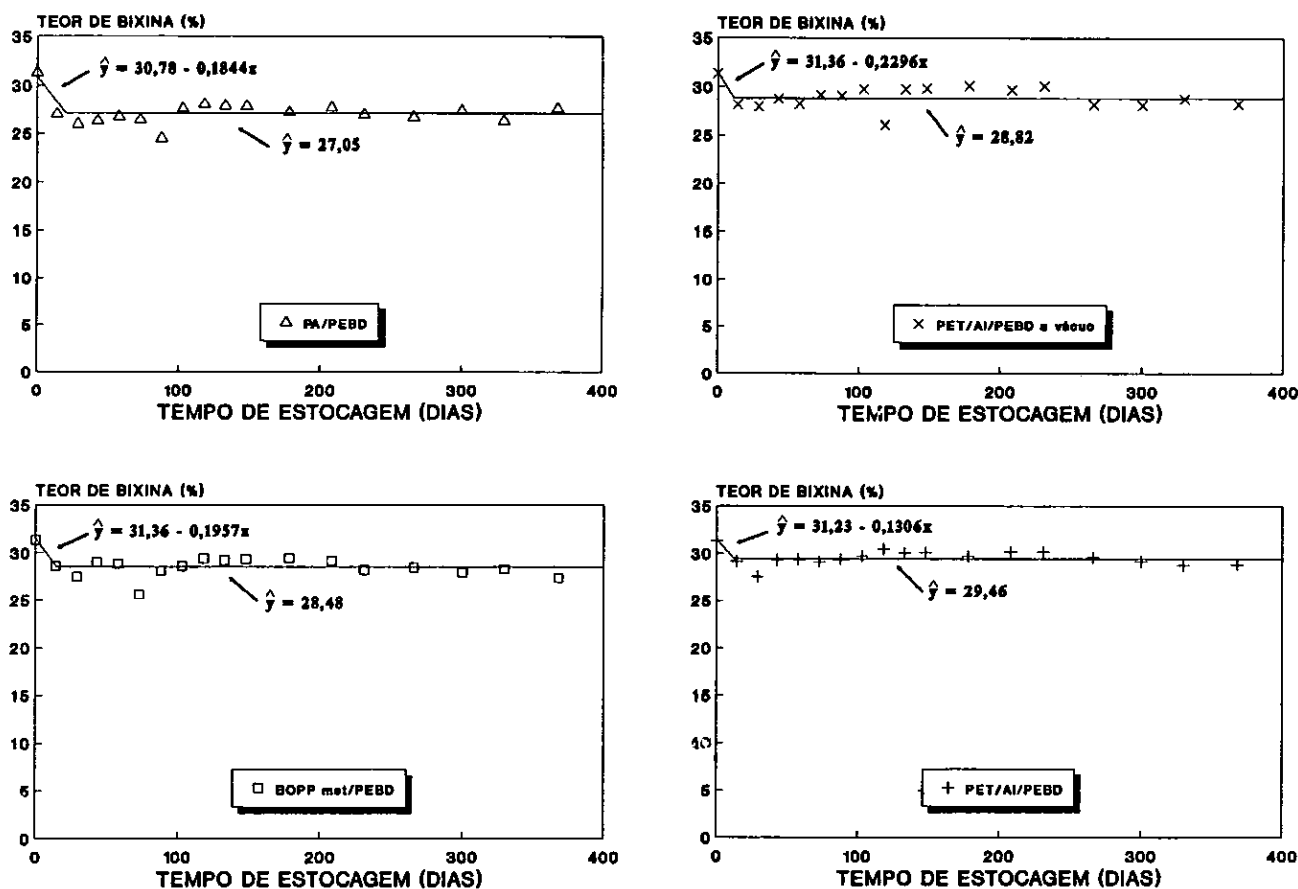 TEOR DE BIXINA (%)
35
30
25
20
15
10
5
0
ŷ = 30,78 - 0,1844x
ŷ = 27,05
PA/PEBD
0 100 200 300 400
TEMPO DE ESTOCAGEM (DIAS)
TEOR DE BIXINA (%)
35
30
25
20
15
10
5
0
ŷ = 31,36 - 0,2296x
ŷ = 28,82
PET/Al/PEBD a vácuo
0 100 200 300 400
TEMPO DE ESTOCAGEM (DIAS)
TEOR DE BIXINA (%)
35
30
25
20
15
10
5
0
ŷ = 31,36 - 0,1957x
ŷ = 28,48
BOPP met/PEBD
0 100 200 300 400
TEMPO DE ESTOCAGEM (DIAS)
TEOR DE BIXINA (%)
35
30
25
20
15
10
5
0
ŷ = 31,23 - 0,1306x
ŷ = 29,46
PET/Al/PEBD
0 100 200 300 400
TEMPO DE ESTOCAGEM (DIAS)